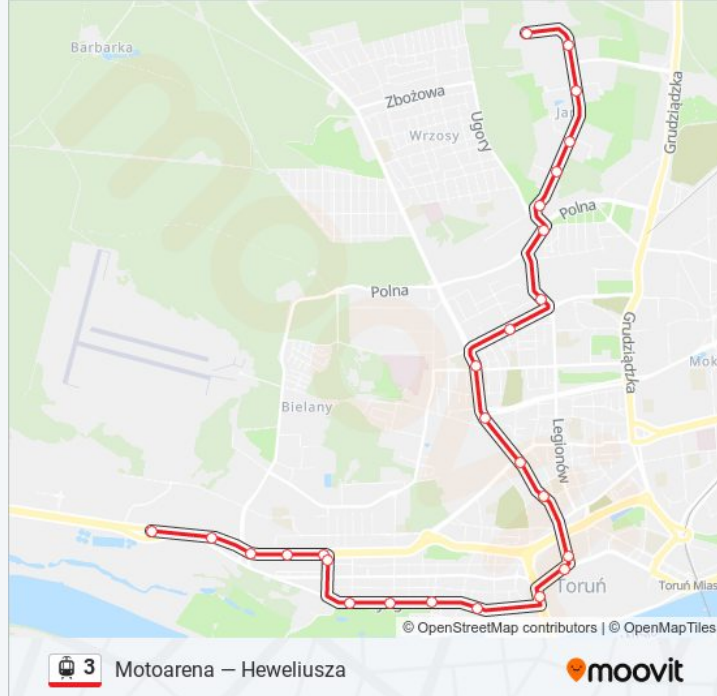 Barbarka
Zbożowa
Wrzosy
Ugory
Jar
Grudziądzka
Polna
Polna
Grudziądzka
Mok
Bielany
Legionów
Toruń
Toruń Mias
© OpenStreetMap contributors | © OpenMapTiles
3 Motoarena — Heweliusza
moovit